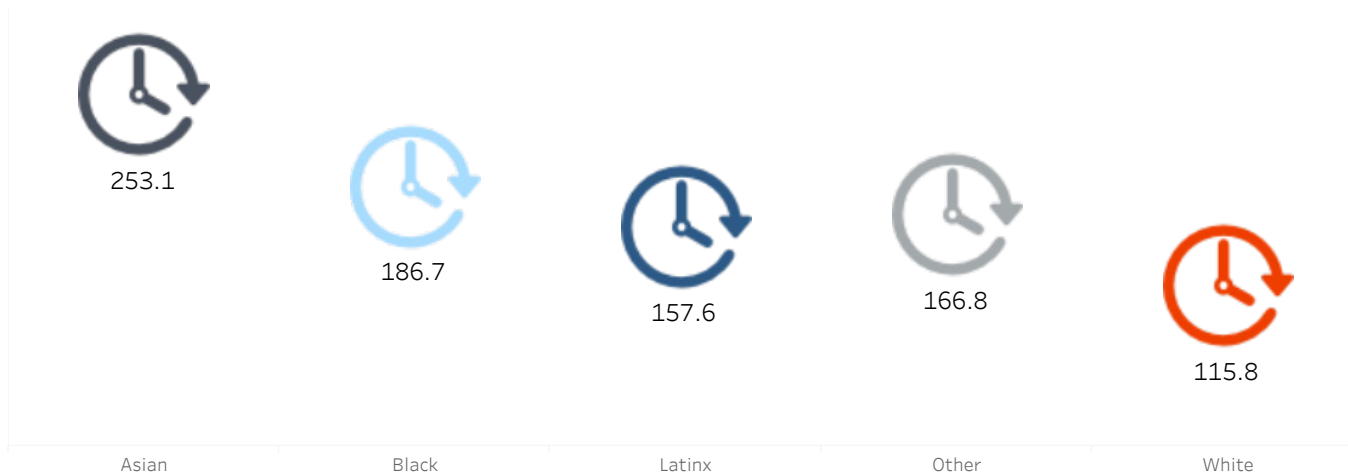 253.1
186.7
157.6
166.8
115.8
Asian
Black
Latinx
Other
White